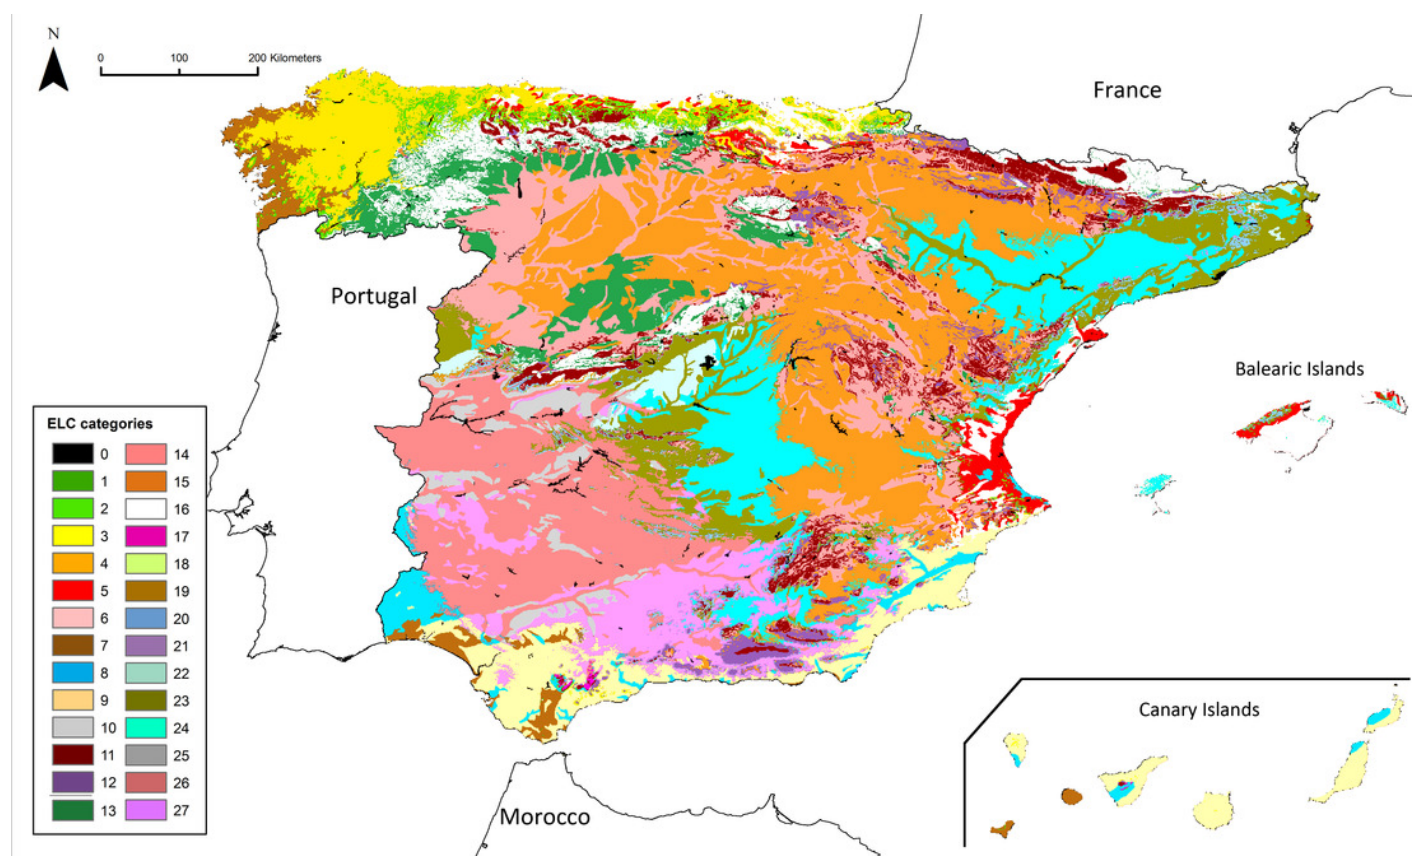 N
0 100 200 Kilometers
France
Portugal
Balearic Islands
ELC categories
0 14
1 15
2 16
3 17
4 18
5 19
6 20
7 21
8 22
9 23
10 24
11 25
12 26
13 27
Canary Islands
Morocco